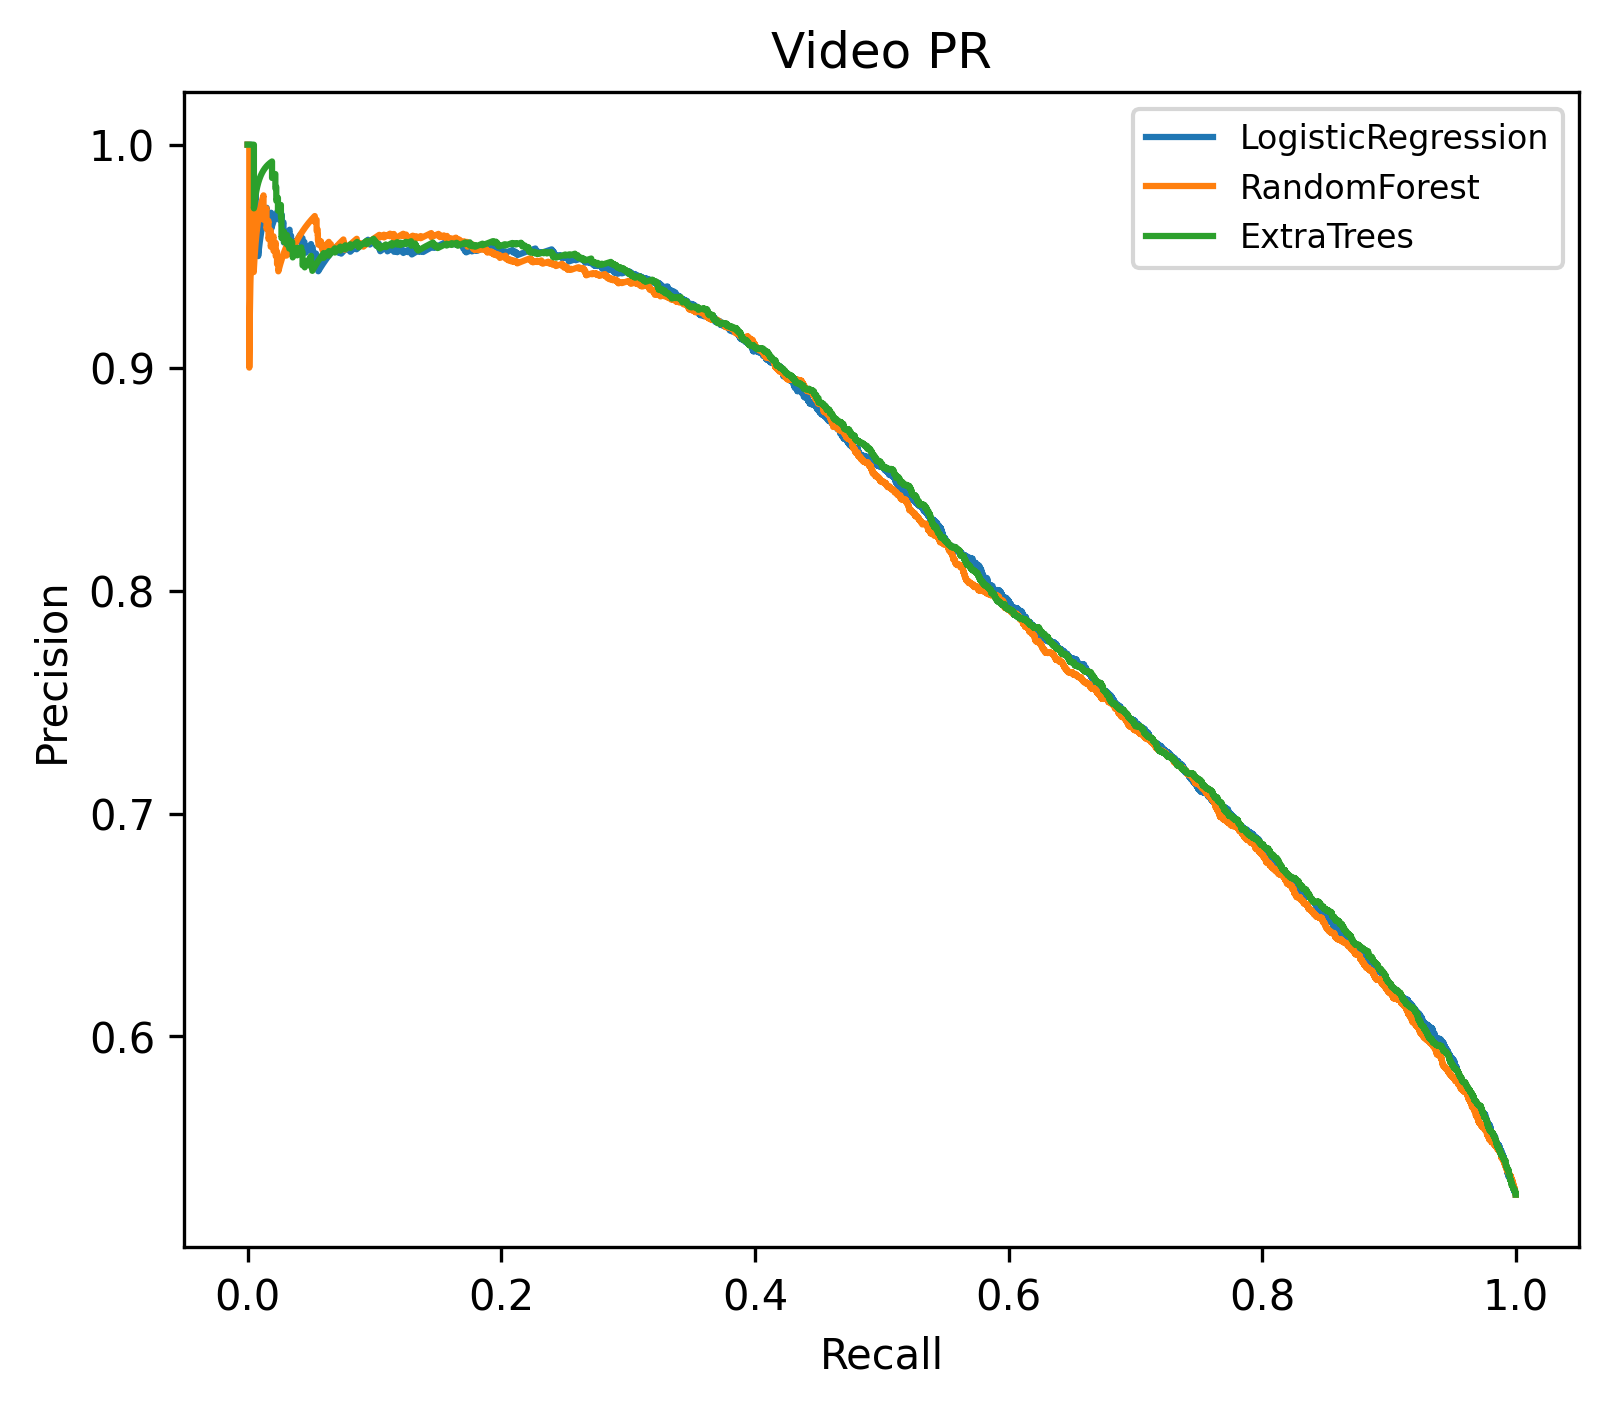 Video PR
LogisticRegression
RandomForest
ExtraTrees
Precision
1.0
0.9
0.8
0.7
0.6
0.0 0.2 0.4 0.6 0.8 1.0
Recall